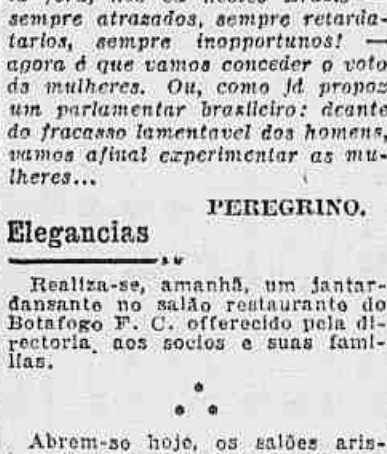 sempre atrazados, sempre retarda-
tarios, sempre inopportunos! —
agora é que vamos conceder o voto
ás mulheres. Ou, como já propoz
um parlamentar brasileiro: deante
do fracasso lamentavel dos homens,
vamos afinal experimentar as mu-
lheres...
PEREGRINO.
Elegancias
Realiza-se, amanhã, um jantar-
dansante no salão restaurante do
Botafogo F. C. offerecido pela di-
rectoria, aos socios e suas fami-
lias.
Abrem-se hoje, os salões aris-